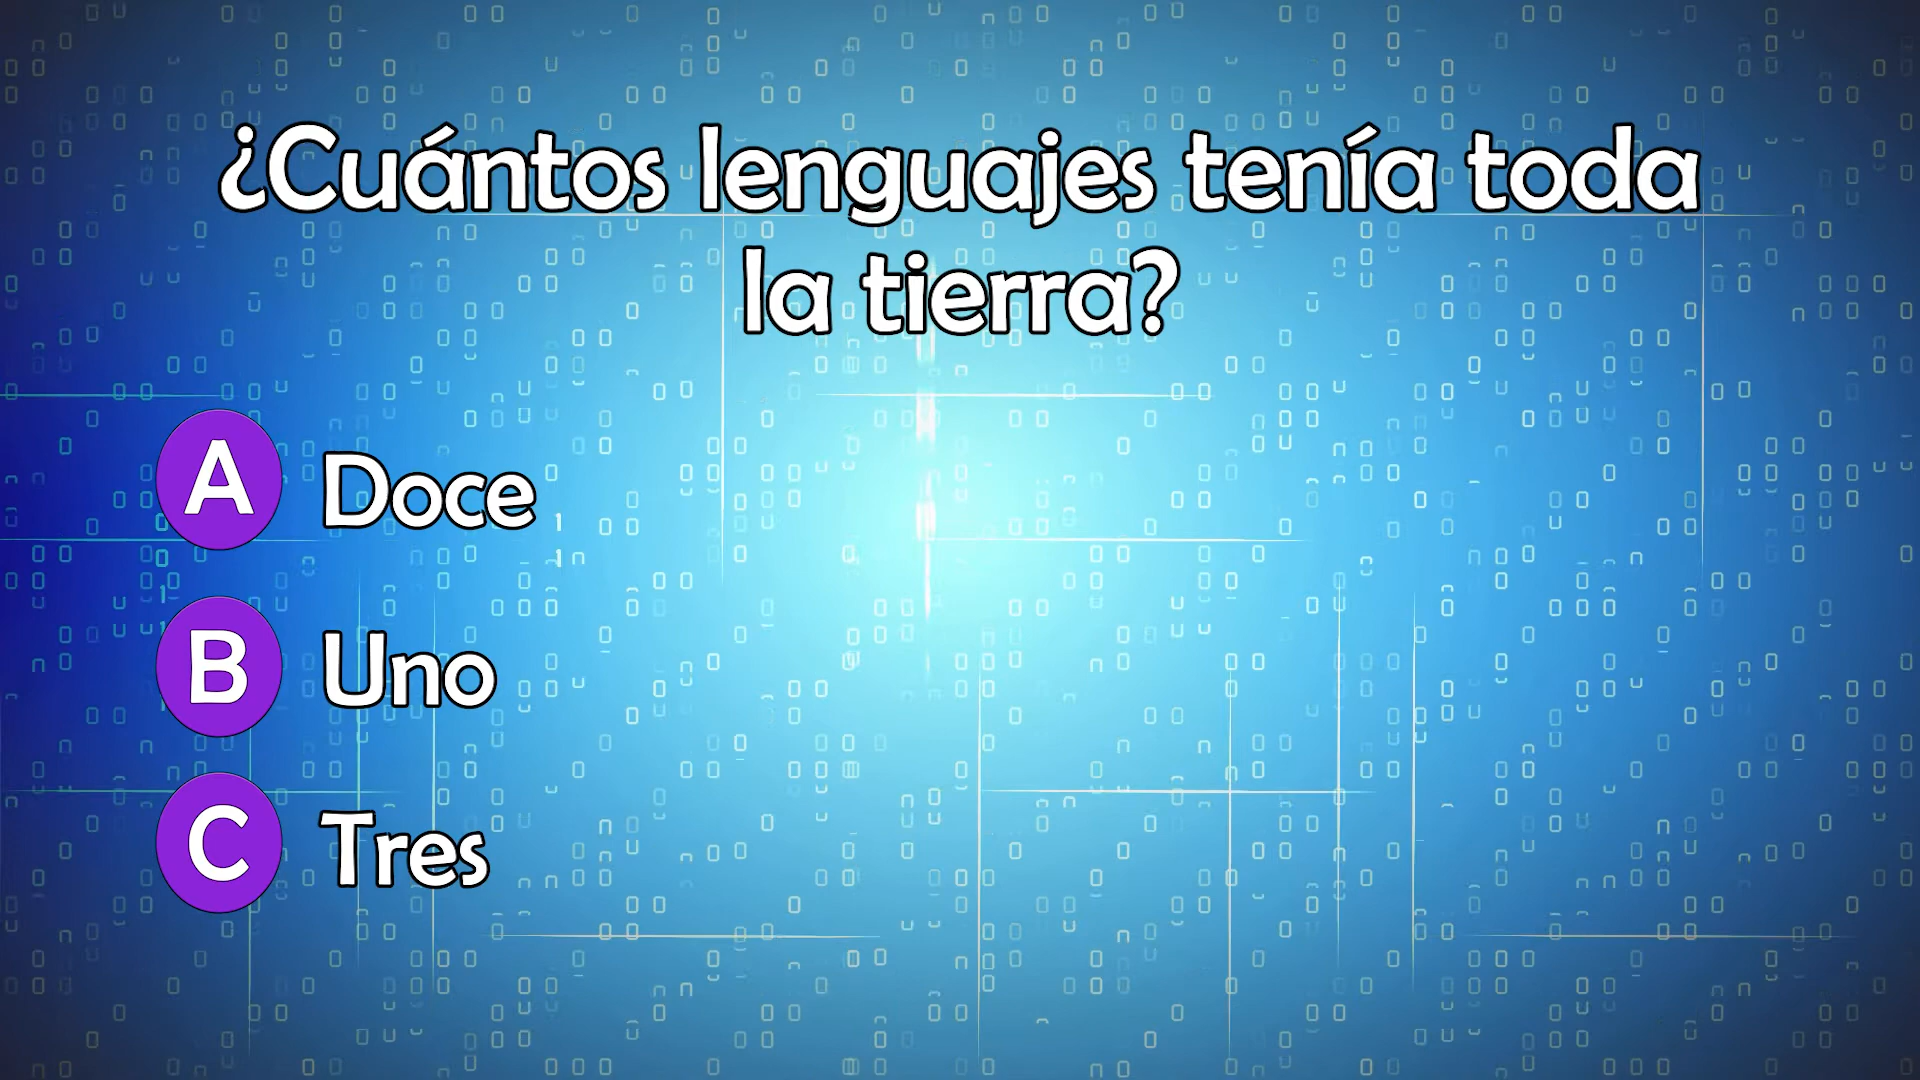 ¿Cuántos lenguajes tenía toda
la tierra?
A Doce
B Uno
C Tres